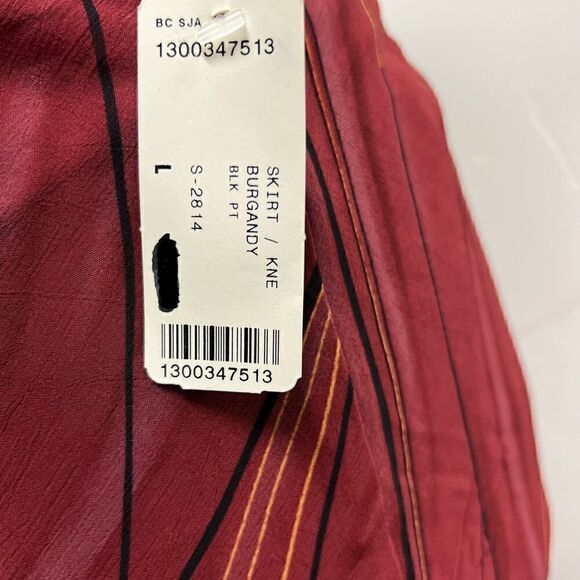 BC SJA
1300347513
SKIRT / KNE
BURGANDY
BLK PT
S-2814
L
1300347513